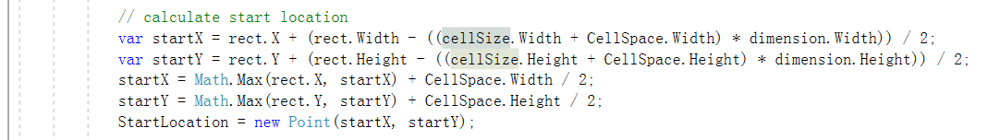 // calculate start location
var startX = rect.X + (rect.Width - ((cellSize.Width + CellSpace.Width) * dimension.Width)) / 2;
var startY = rect.Y + (rect.Height - ((cellSize.Height + CellSpace.Height) * dimension.Height)) / 2;
startX = Math.Max(rect.X, startX) + CellSpace.Width / 2;
startY = Math.Max(rect.Y, startY) + CellSpace.Height / 2;
StartLocation = new Point(startX, startY);